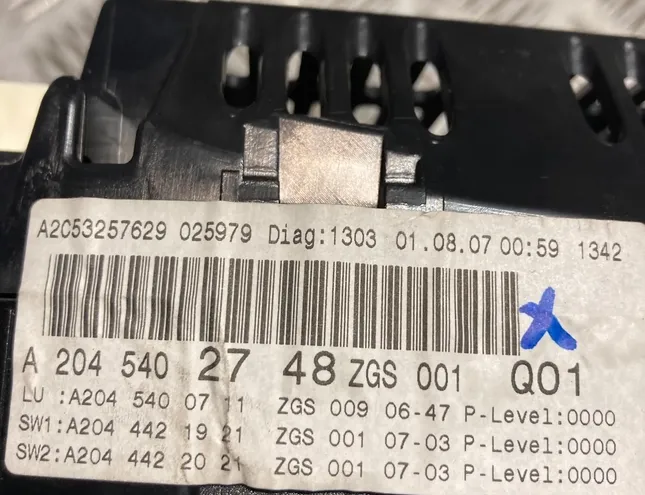 A2C53257629 025979 Diag:1303 01.08.07 00:59 1342
A 204 540 27 48 ZGS 001 Q01
LU :A204 540 07 11 ZGS 009 06-47 P-Level:0000
SW1:A204 442 19 21 ZGS 001 07-03 P-Level:0000
SW2:A204 442 20 21 ZGS 001 07-03 P-Level:0000